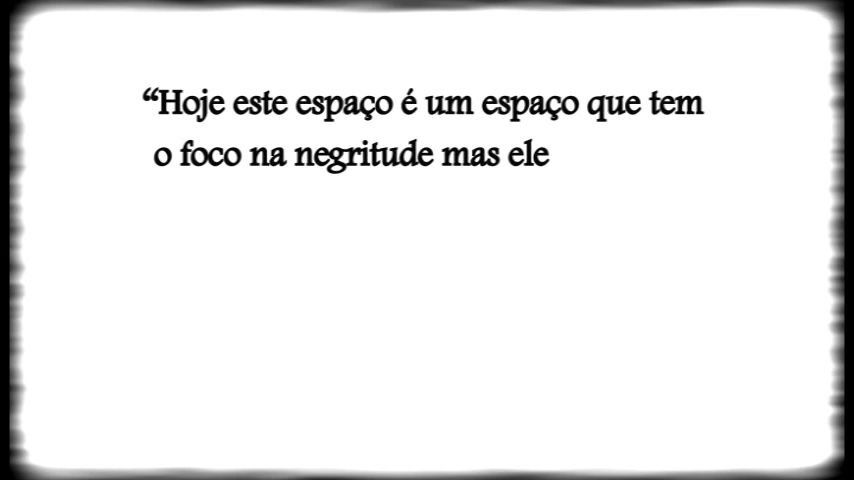 “Hoje este espaço é um espaço que tem
o foco na negritude mas ele